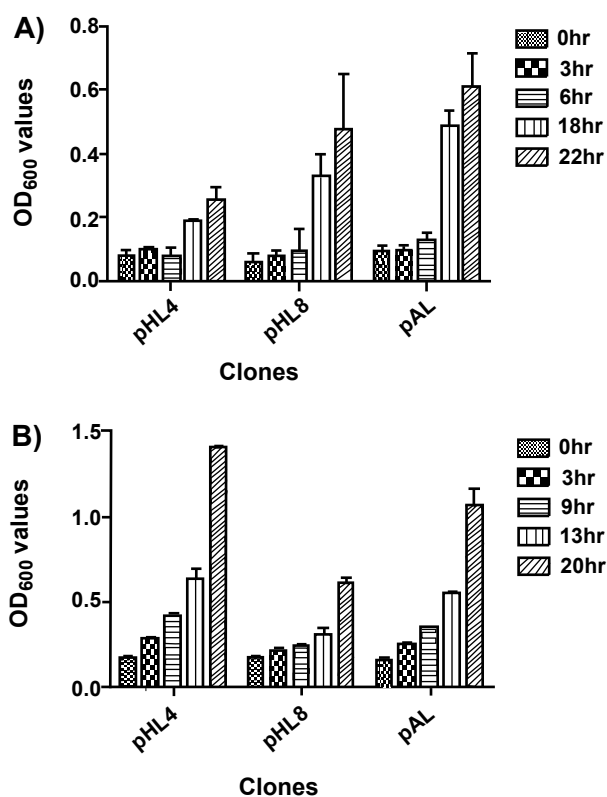 A)
OD600 values
0.8
0.6
0.4
0.2
0.0
pHL4
pHL8
pAL
Clones
0hr
3hr
6hr
18hr
22hr
B)
OD600 values
1.5
1.0
0.5
0.0
pHL4
pHL8
pAL
Clones
0hr
3hr
9hr
13hr
20hr